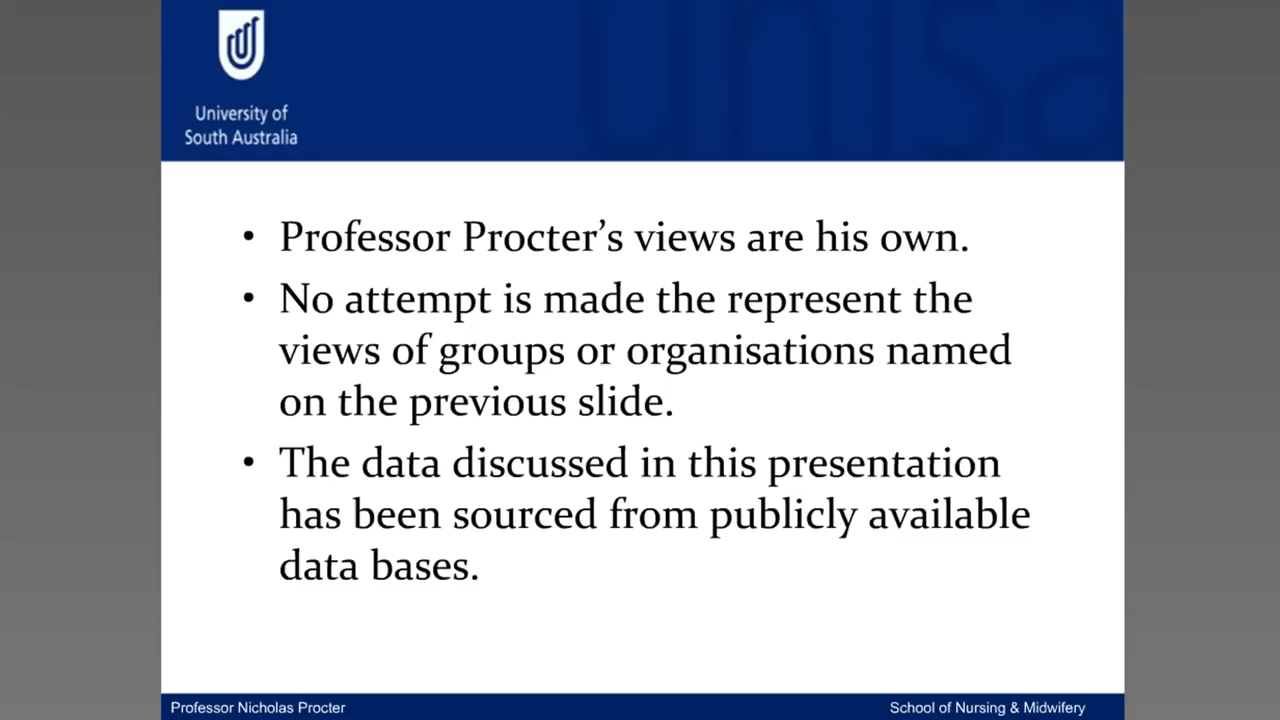 University of
South Australia
unisa
• Professor Procter’s views are his own.
• No attempt is made the represent the
views of groups or organisations named
on the previous slide.
• The data discussed in this presentation
has been sourced from publicly available
data bases.
Professor Nicholas Procter
School of Nursing & Midwifery